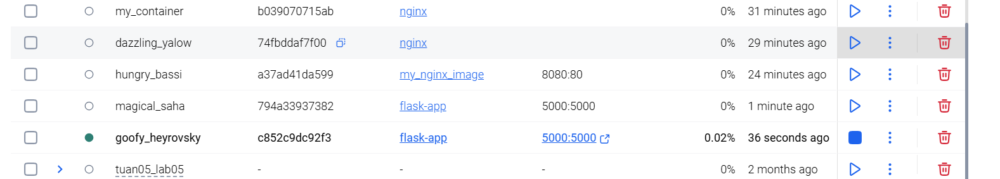 my_container b039070715ab nginx 0% 31 minutes ago
dazzling_yalow 74fbddaf7f00 nginx 0% 29 minutes ago
hungry_bassi a37ad41da599 my_nginx_image 8080:80 0% 24 minutes ago
magical_saha 794a33937382 flask-app 5000:5000 0% 1 minute ago
goofy_heyrovsky c852c9dc92f3 flask-app 5000:5000 0.02% 36 seconds ago
tuan05_lab05 - - - 0% 2 months ago